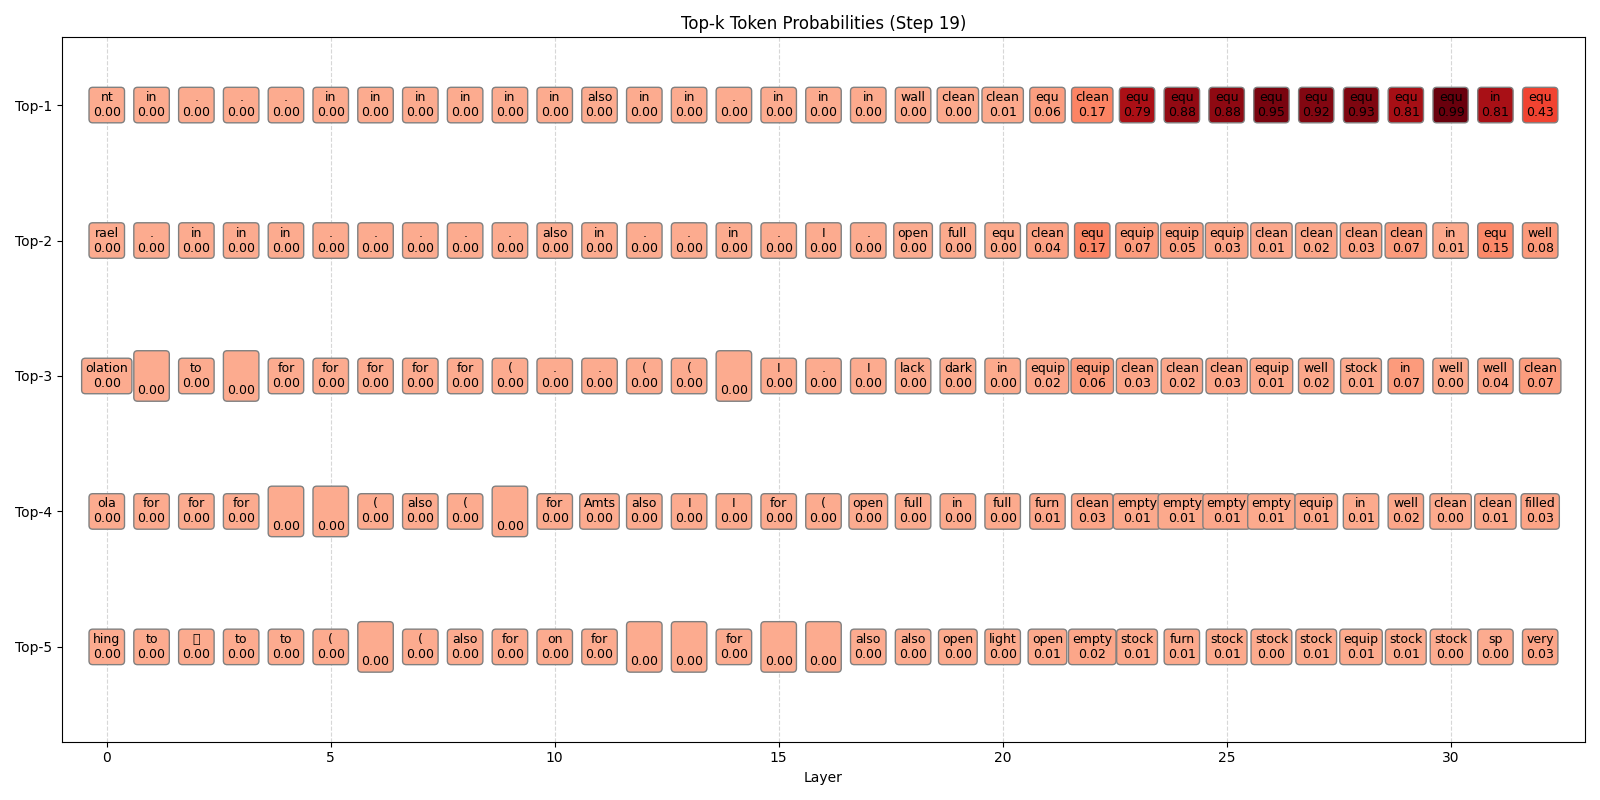 Top-k Token Probabilities (Step 19)
nt in . . . in in in in in in also in in . in in in wall clean clean equ clean equ equ equ equ equ equ equ equ in equ
Top-1 0.00 0.00 0.00 0.00 0.00 0.00 0.00 0.00 0.00 0.00 0.00 0.00 0.00 0.00 0.00 0.00 0.00 0.00 0.00 0.00 0.01 0.06 0.17 0.79 0.88 0.88 0.95 0.92 0.93 0.81 0.99 0.81 0.43
rael . in in in . . . . . also in . . in . I . open full equ clean equ equip equip equip clean clean clean clean in equ well
Top-2 0.00 0.00 0.00 0.00 0.00 0.00 0.00 0.00 0.00 0.00 0.00 0.00 0.00 0.00 0.00 0.00 0.00 0.00 0.00 0.00 0.00 0.04 0.17 0.07 0.05 0.03 0.01 0.02 0.03 0.07 0.01 0.15 0.08
olation to for for for for for ( . . ( ( I . I lack dark in equip equip clean clean clean equip well stock in well well clean
Top-3 0.00 0.00 0.00 0.00 0.00 0.00 0.00 0.00 0.00 0.00 0.00 0.00 0.00 0.00 0.00 0.00 0.00 0.00 0.00 0.00 0.00 0.02 0.06 0.03 0.02 0.03 0.01 0.02 0.01 0.07 0.00 0.04 0.07
ola for for for ( also ( for Amts also I I for ( open full in full furn clean empty empty empty empty equip in well clean clean filled
Top-4 0.00 0.00 0.00 0.00 0.00 0.00 0.00 0.00 0.00 0.00 0.00 0.00 0.00 0.00 0.00 0.00 0.00 0.00 0.00 0.00 0.00 0.01 0.03 0.01 0.01 0.01 0.01 0.01 0.01 0.02 0.00 0.01 0.03
hing to to to ( ( also for on for for also also open light open empty stock furn stock stock stock equip stock stock sp very
Top-5 0.00 0.00 0.00 0.00 0.00 0.00 0.00 0.00 0.00 0.00 0.00 0.00 0.00 0.00 0.00 0.00 0.00 0.00 0.00 0.00 0.00 0.01 0.02 0.01 0.01 0.01 0.00 0.01 0.01 0.01 0.00 0.00 0.03
0 5 10 15 20 25 30
Layer